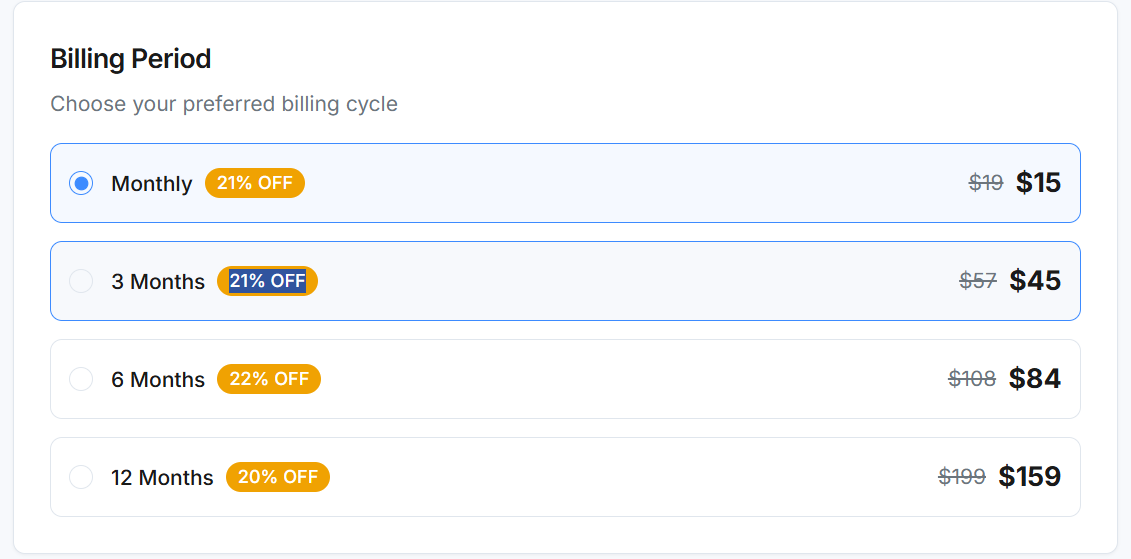 Billing Period
Choose your preferred billing cycle
Monthly 21% OFF $19 $15
3 Months 21% OFF $57 $45
6 Months 22% OFF $108 $84
12 Months 20% OFF $199 $159